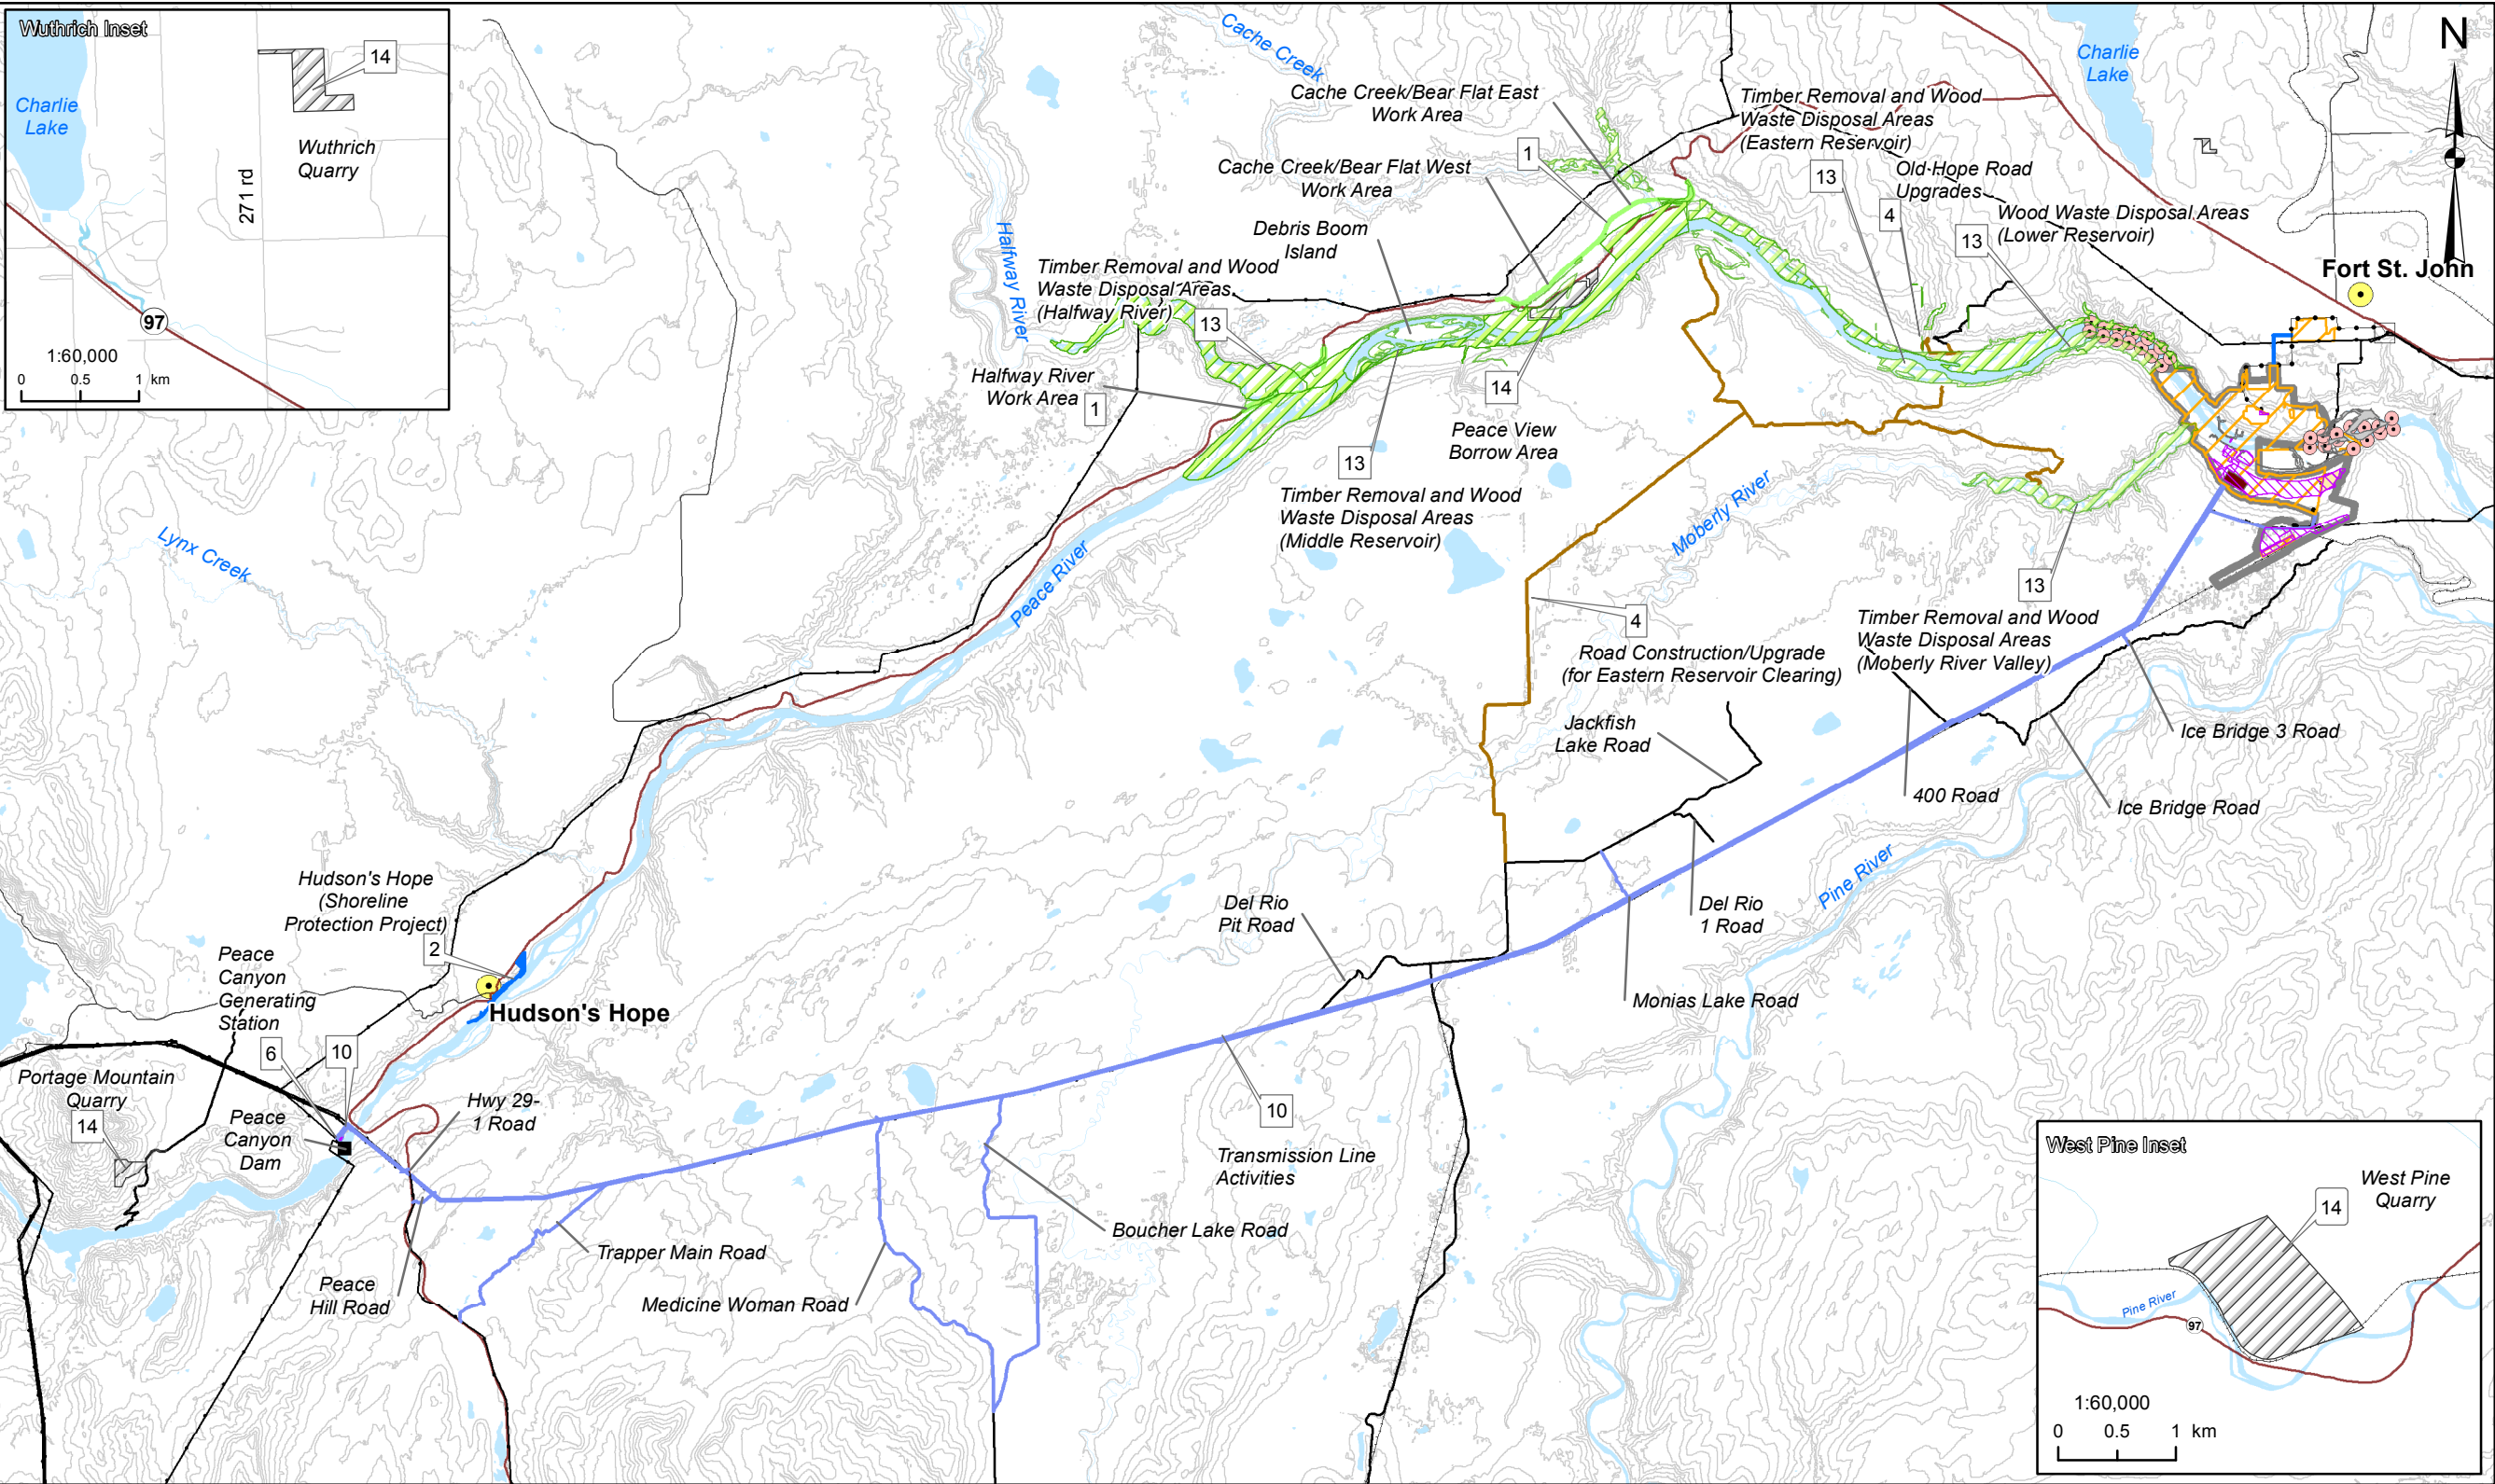 Wuthrich Inset
14
Charlie
Lake
Wuthrich
Quarry
271 rd
97
1:60,000
0 0.5 1 km
Cache Creek
Charlie
Lake
N
Cache Creek/Bear Flat East
Work Area
Timber Removal and Wood
Waste Disposal Areas
(Eastern Reservoir)
1
Cache Creek/Bear Flat West
Work Area
13
Old Hope Road
Upgrades
4
Wood Waste Disposal Areas
(Lower Reservoir)
13
Debris Boom
Island
Halfway River
Timber Removal and Wood
Waste Disposal Areas
(Halfway River)
13
Fort St. John
Halfway River
Work Area
1
14
Peace View
Borrow Area
13
Timber Removal and Wood
Waste Disposal Areas
(Middle Reservoir)
Moberly River
Lynx Creek
Peace River
13
Timber Removal and Wood
Waste Disposal Areas
(Moberly River Valley)
4
Road Construction/Upgrade
(for Eastern Reservoir Clearing)
Jackfish
Lake Road
Ice Bridge 3 Road
400 Road
Ice Bridge Road
Pine River
Hudson's Hope
(Shoreline
Protection Project)
2
Del Rio
Pit Road
Del Rio
1 Road
Peace
Canyon
Generating
Station
Hudson's Hope
Monias Lake Road
6
10
Portage Mountain
Quarry
14
Hwy 29-
1 Road
Peace
Canyon
Dam
10
Transmission Line
Activities
Boucher Lake Road
Trapper Main Road
Peace
Hill Road
Medicine Woman Road
West Pine Inset
West Pine
Quarry
14
Pine River
97
1:60,000
0 0.5 1 km